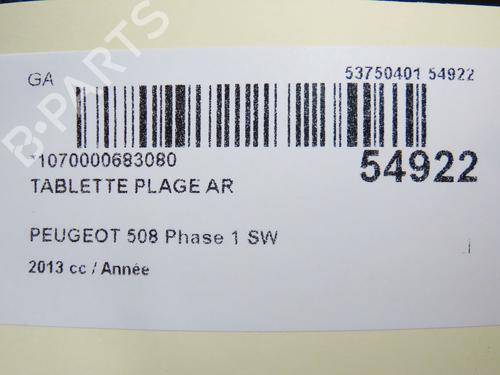 GA
53750401 54922
*1070000683080
54922
TABLETTE PLAGE AR
PEUGEOT 508 Phase 1 SW
2013 cc / Année
B-PARTS